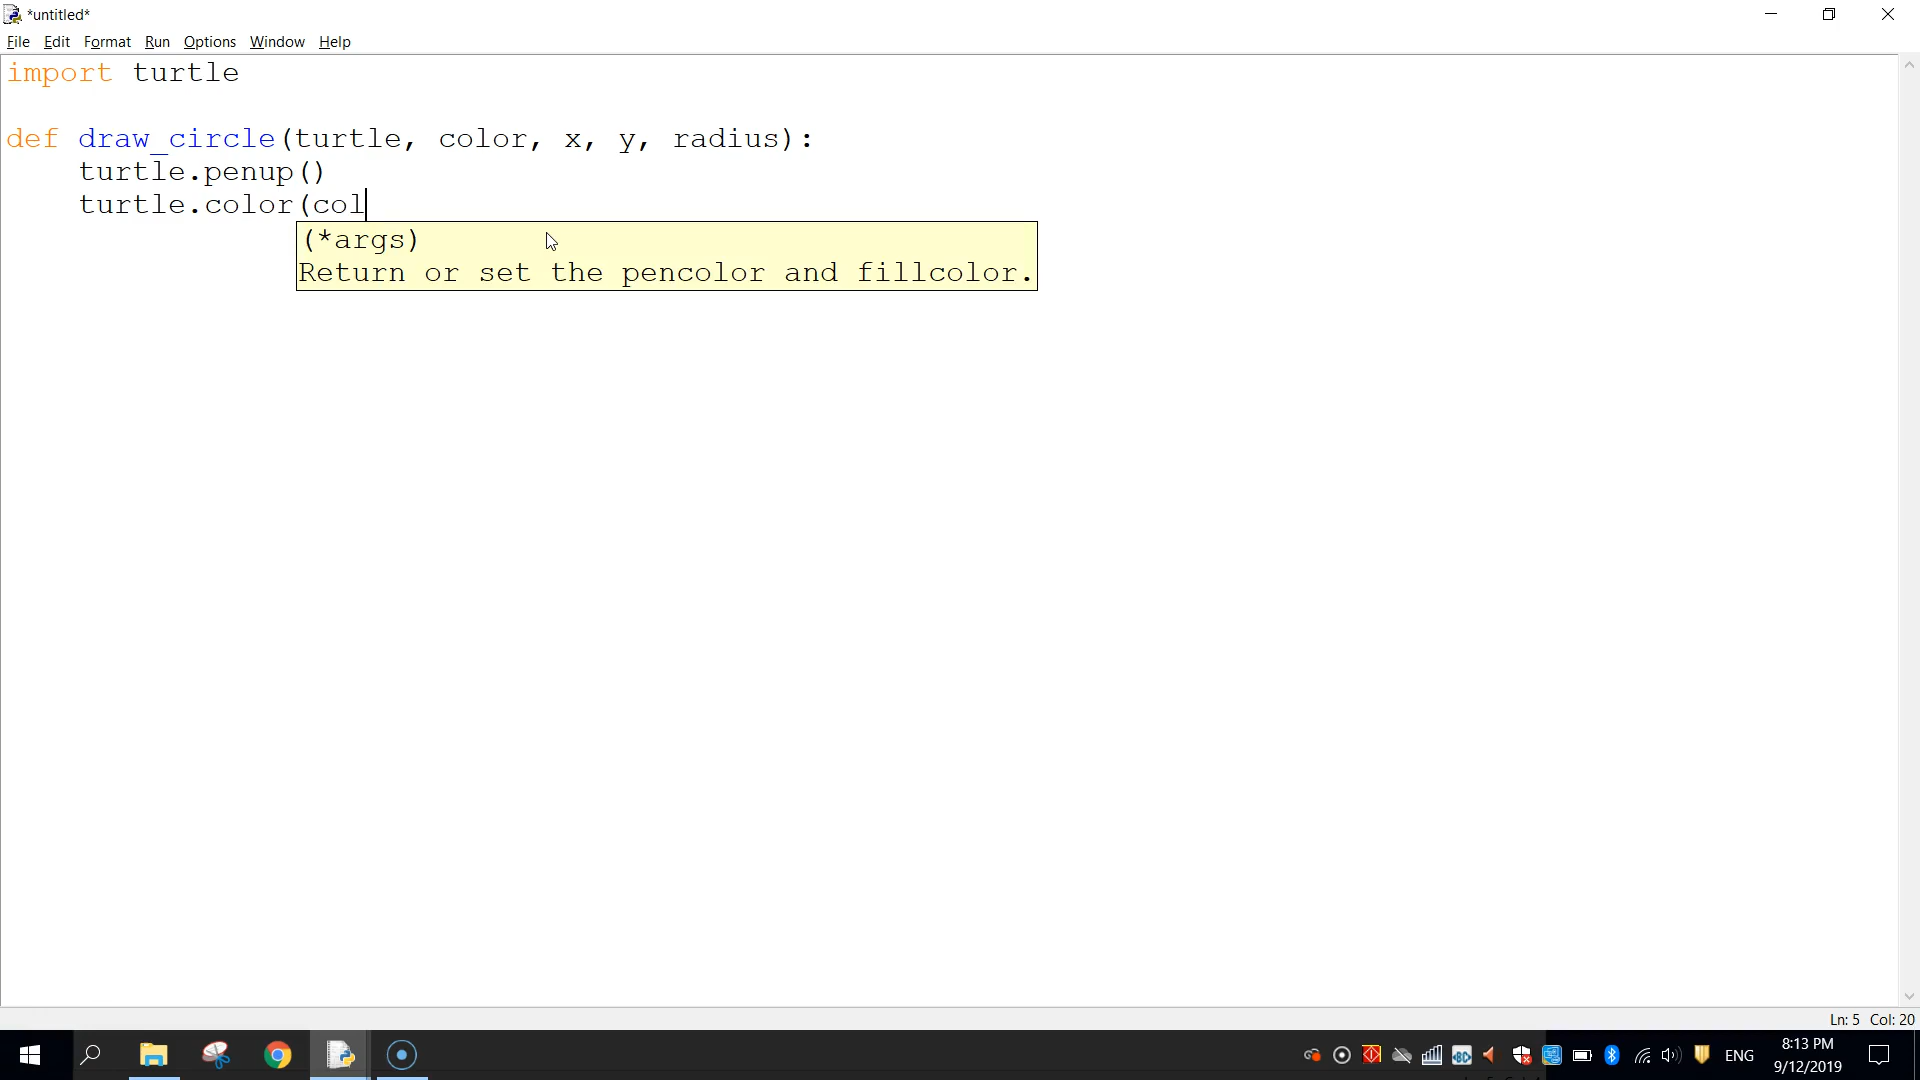 *untitled*
File Edit Format Run Options Window Help
import turtle
def draw_circle(turtle, color, x, y, radius):
turtle.penup()
turtle.color(col
(*args)
Return or set the pencolor and fillcolor.
Ln: 5 Col: 20
ENG
8:13 PM
9/12/2019